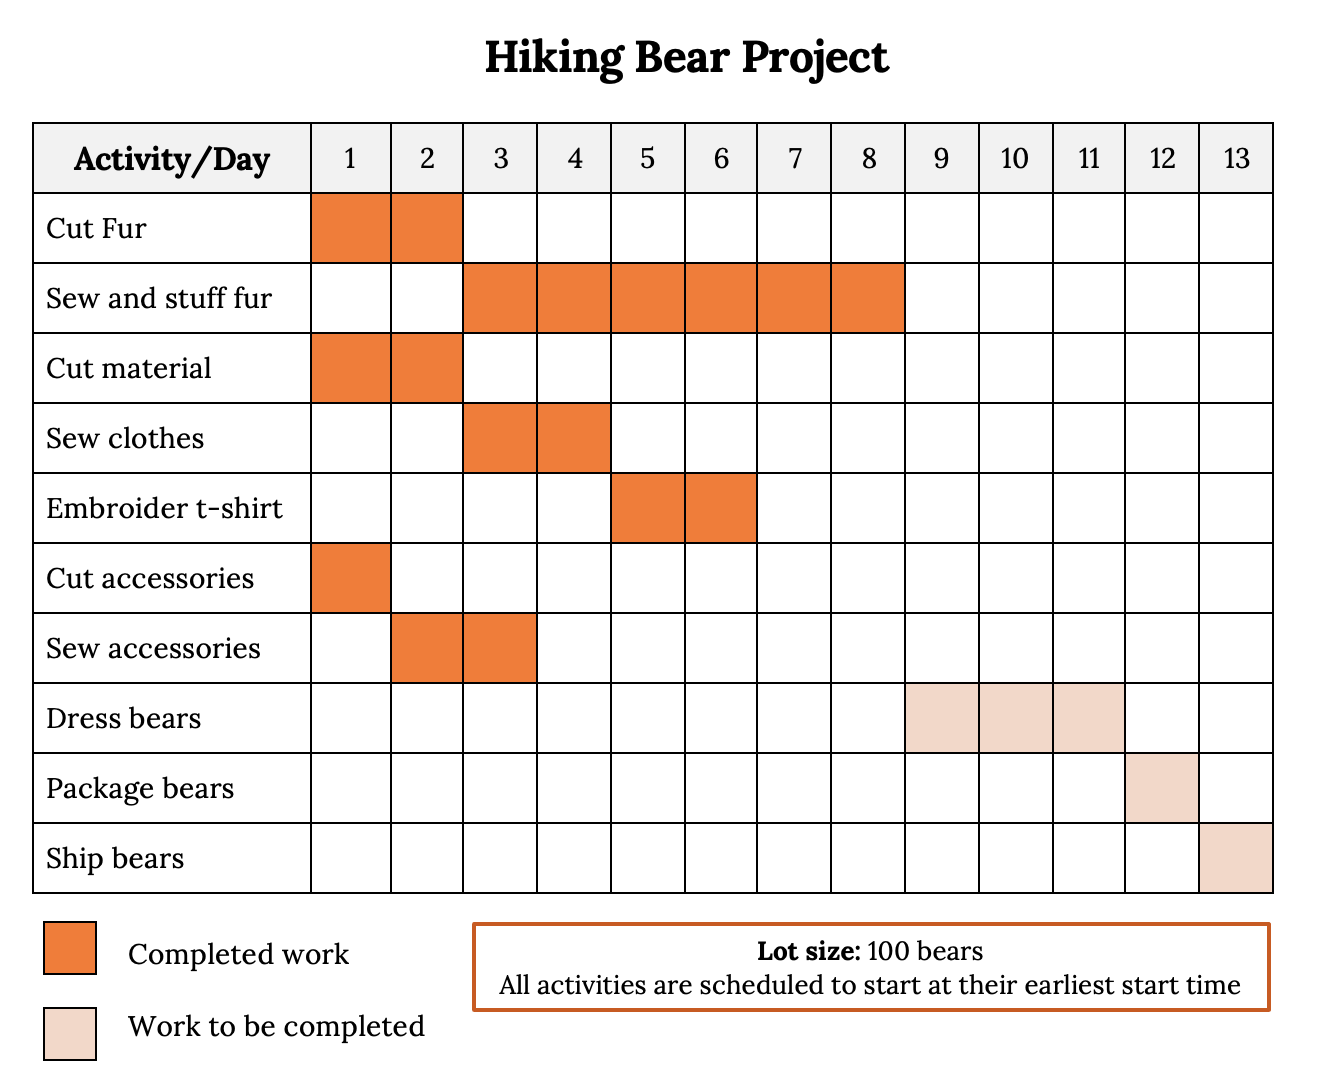 Hiking Bear Project
Activity/Day 1 2 3 4 5 6 7 8 9 10 11 12 13
Cut Fur
Sew and stuff fur
Cut material
Sew clothes
Embroider t-shirt
Cut accessories
Sew accessories
Dress bears
Package bears
Ship bears
Completed work
Work to be completed
Lot size: 100 bears
All activities are scheduled to start at their earliest start time